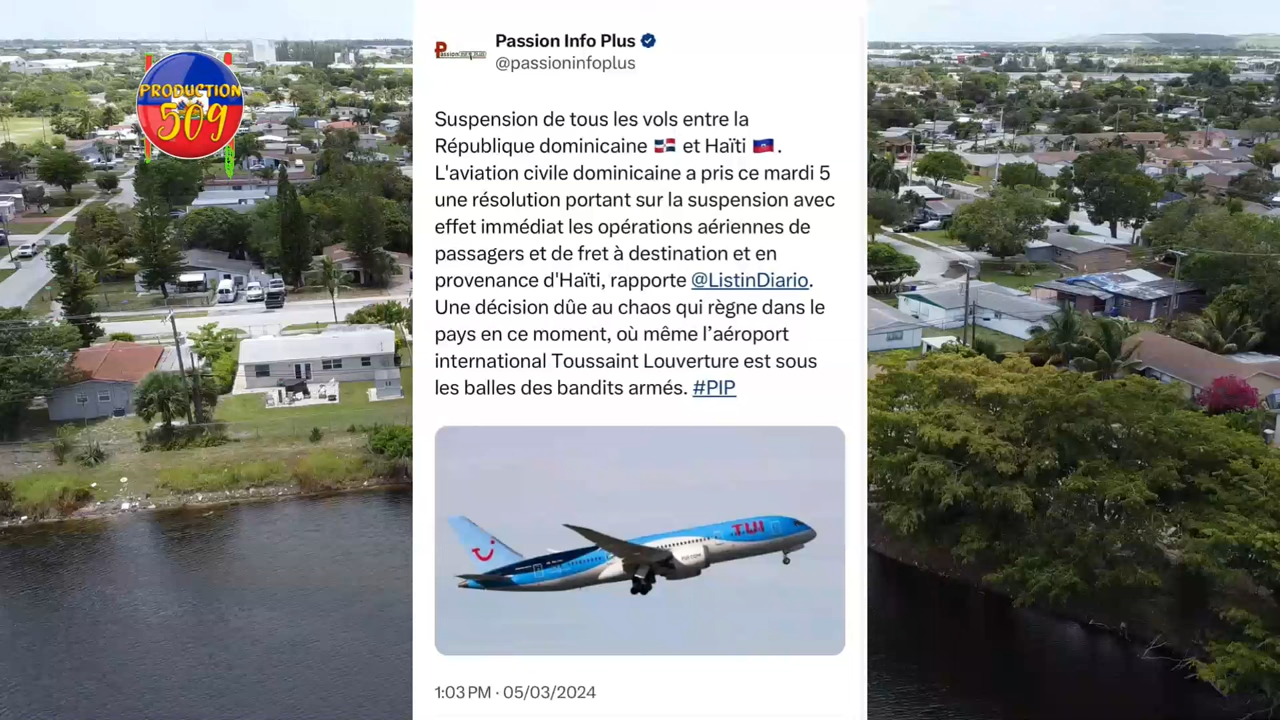 PRODUCTION
509
Passion Info Plus
@passioninfoplus
Suspension de tous les vols entre la
République dominicaine 🇩🇴 et Haïti 🇭🇹.
L'aviation civile dominicaine a pris ce mardi 5
une résolution portant sur la suspension avec
effet immédiat les opérations aériennes de
passagers et de fret à destination et en
provenance d'Haïti, rapporte @ListinDiario.
Une décision dûe au chaos qui règne dans le
pays en ce moment, où même l’aéroport
international Toussaint Louverture est sous
les balles des bandits armés. #PIP
TUI
1:03 PM · 05/03/2024